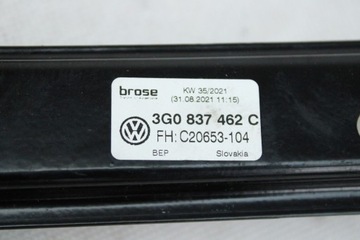 brose
KW 35/2021
(31.08.2021 11:15)
3G0 837 462 C
FH: C20653-104
BEP Slovakia